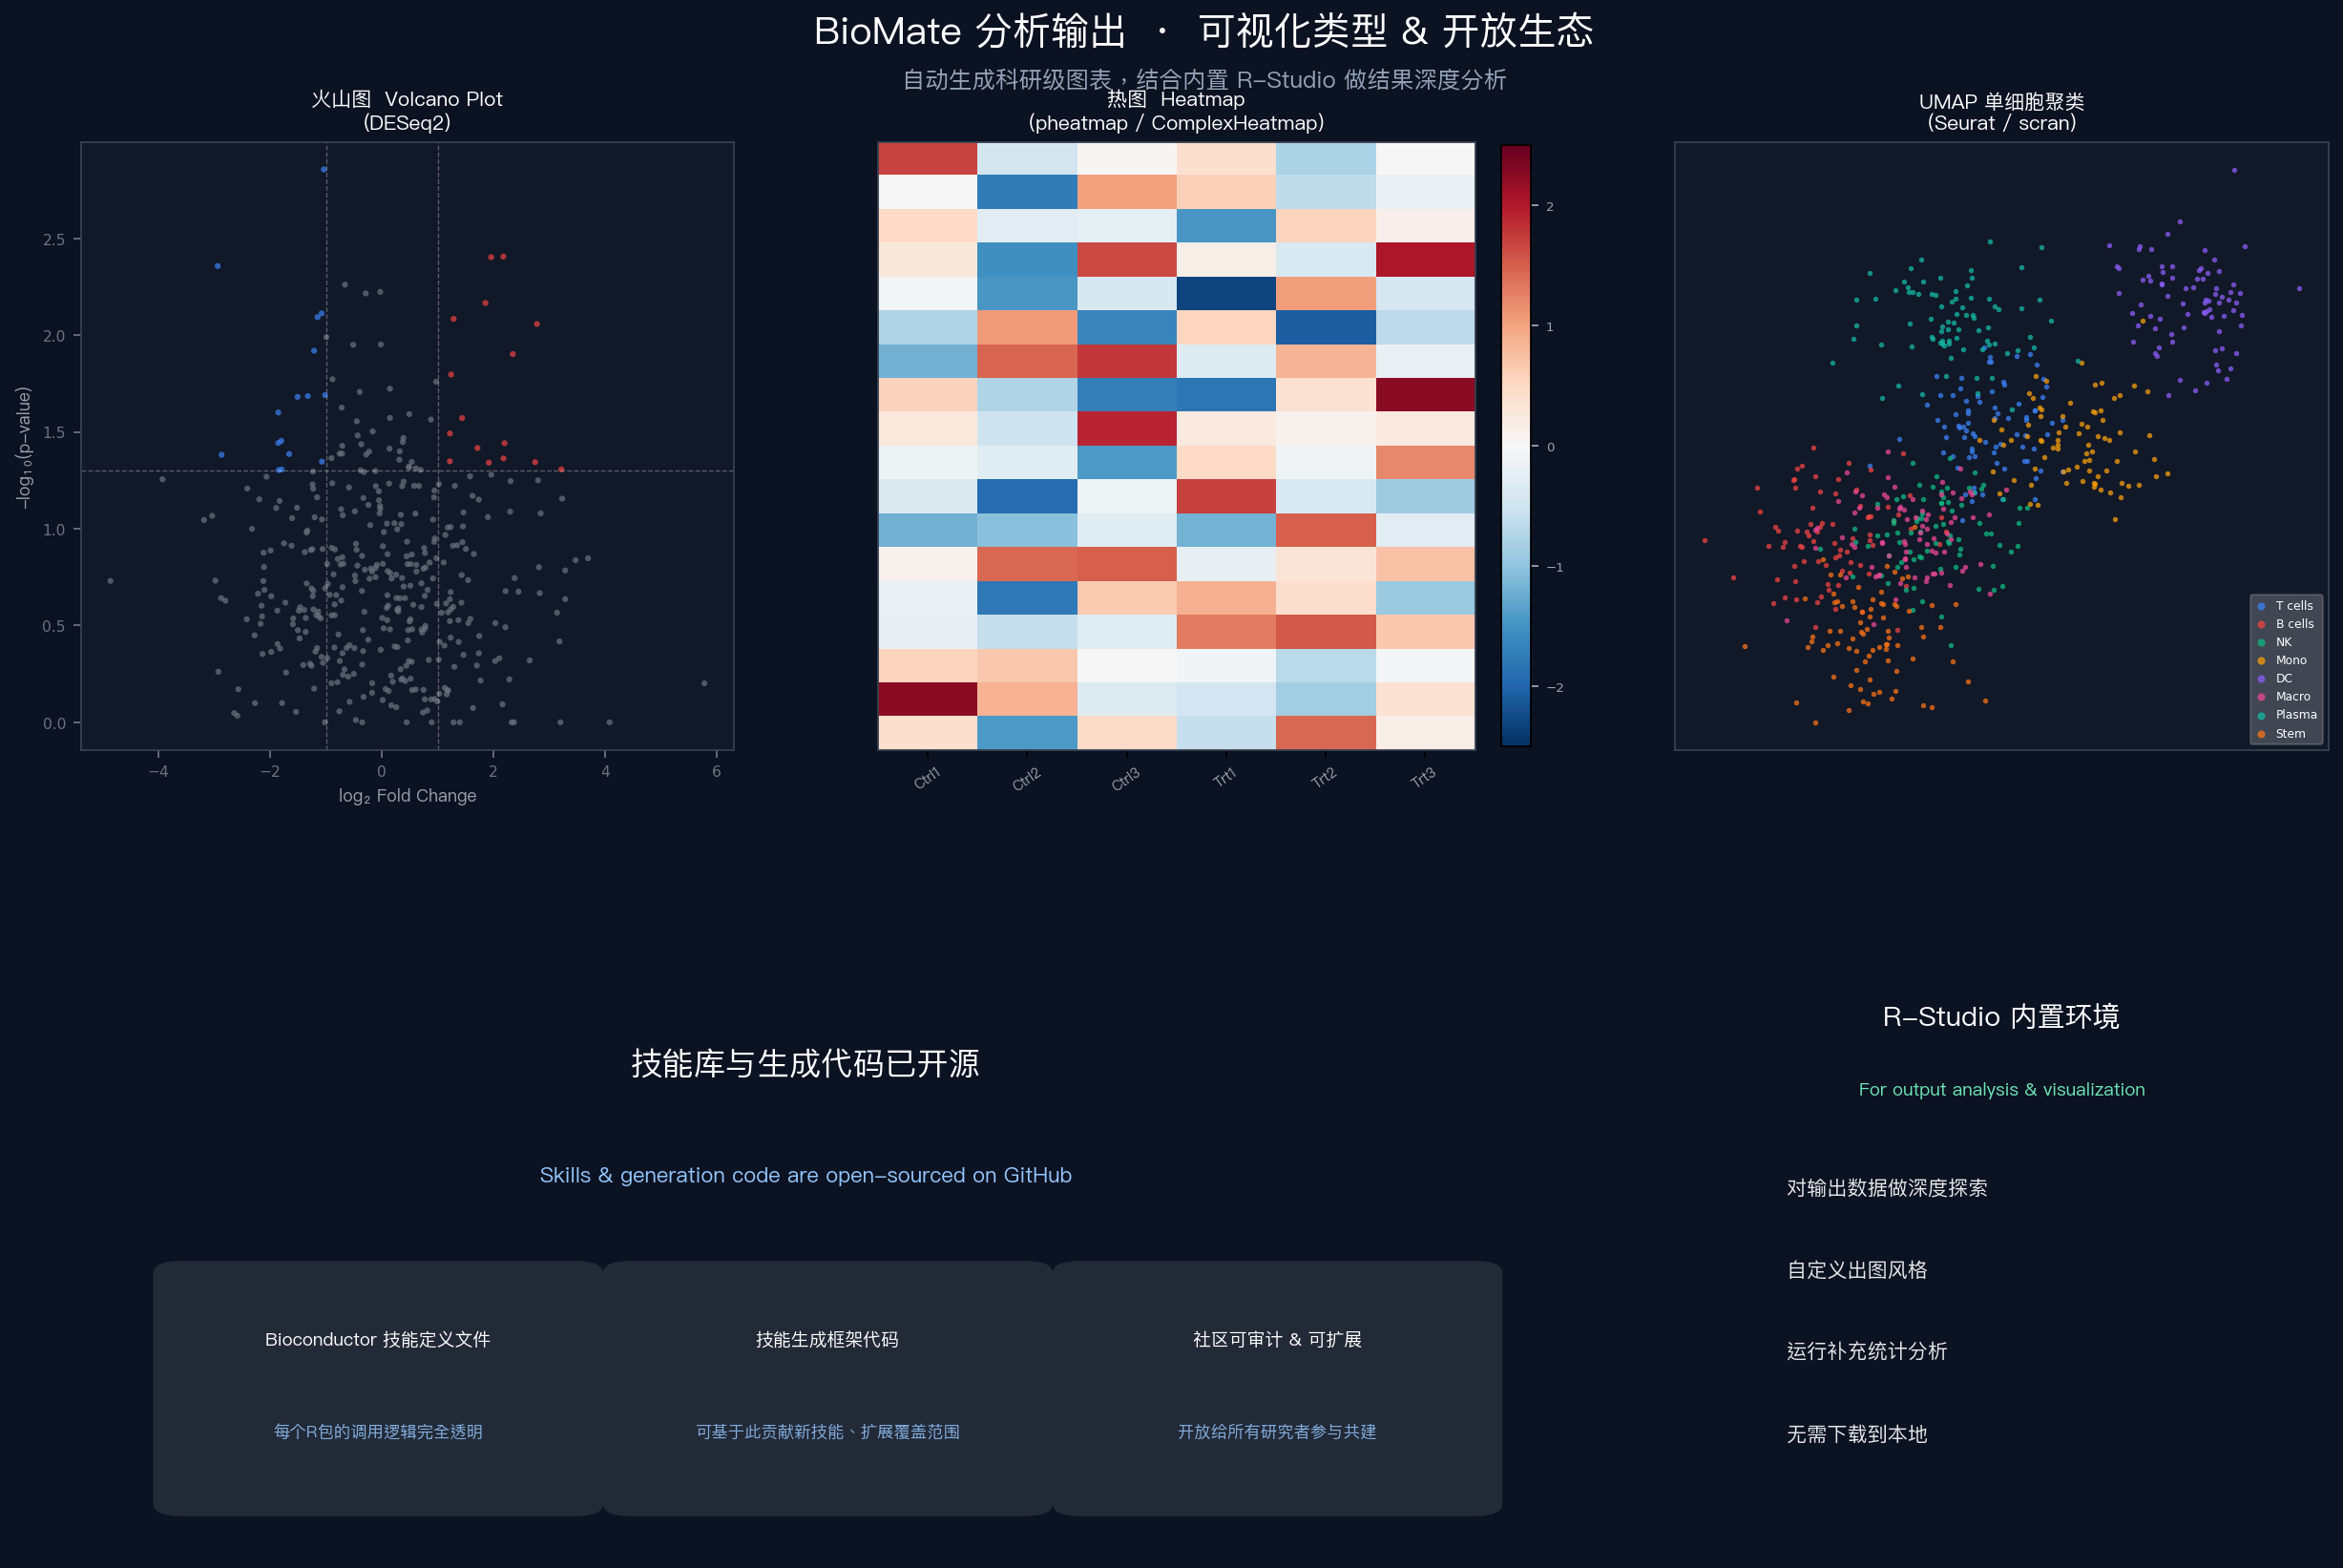 BioMate 分析输出 · 可视化类型 & 开放生态
自动生成科研级图表，结合内置 R-Studio 做结果深度分析
火山图 Volcano Plot
(DESeq2)
−log₁₀(p-value)
2.5
2.0
1.5
1.0
0.5
0.0
−4
−2
0
2
4
6
log₂ Fold Change
热图 Heatmap
(pheatmap / ComplexHeatmap)
2
1
0
−1
−2
Ctrl1
Ctrl2
Ctrl3
Trt1
Trt2
Trt3
UMAP 单细胞聚类
(Seurat / scran)
T cells
B cells
NK
Mono
DC
Macro
Plasma
Stem
技能库与生成代码已开源
Skills & generation code are open-sourced on GitHub
Bioconductor 技能定义文件
每个R包的调用逻辑完全透明
技能生成框架代码
可基于此贡献新技能、扩展覆盖范围
社区可审计 & 可扩展
开放给所有研究者参与共建
R-Studio 内置环境
For output analysis & visualization
对输出数据做深度探索
自定义出图风格
运行补充统计分析
无需下载到本地